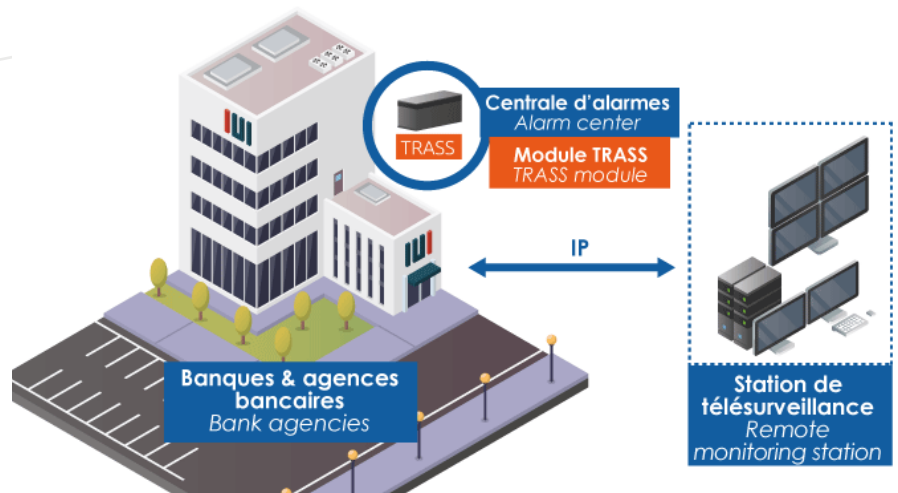 Centrale d'alarmes
Alarm center
TRASS
Module TRASS
TRASS module
IP
Banques & agences
bancaires
Bank agencies
Station de
télésurveillance
Remote
monitoring station